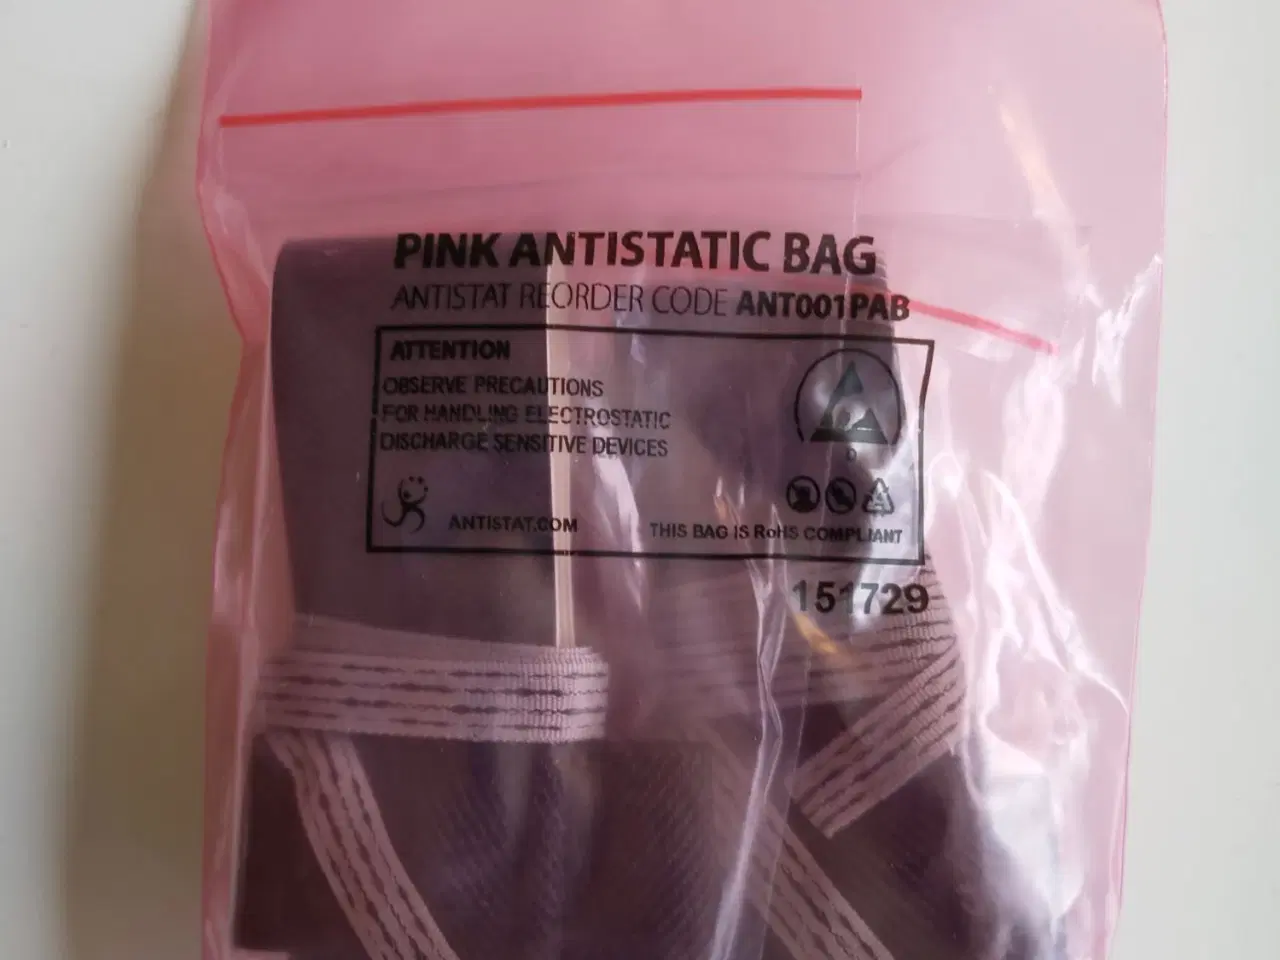 PINK ANTISTATIC BAG
ANTISTAT REORDER CODE ANT001PAB
ATTENTION
OBSERVE PRECAUTIONS
FOR HANDLING ELECTROSTATIC
DISCHARGE SENSITIVE DEVICES
D
ANTISTAT.COM
THIS BAG IS RoHS COMPLIANT
151729